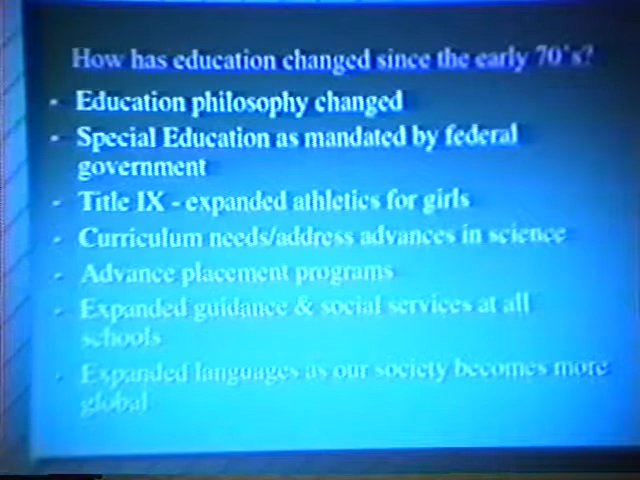 How has education changed since the early 70's?
- Education philosophy changed
- Special Education as mandated by federal
government
- Title IX - expanded athletics for girls
- Curriculum needs/address advances in science
- Advance placement programs
- Expanded guidance & social services at all
schools
- Expanded languages as our society becomes more
global